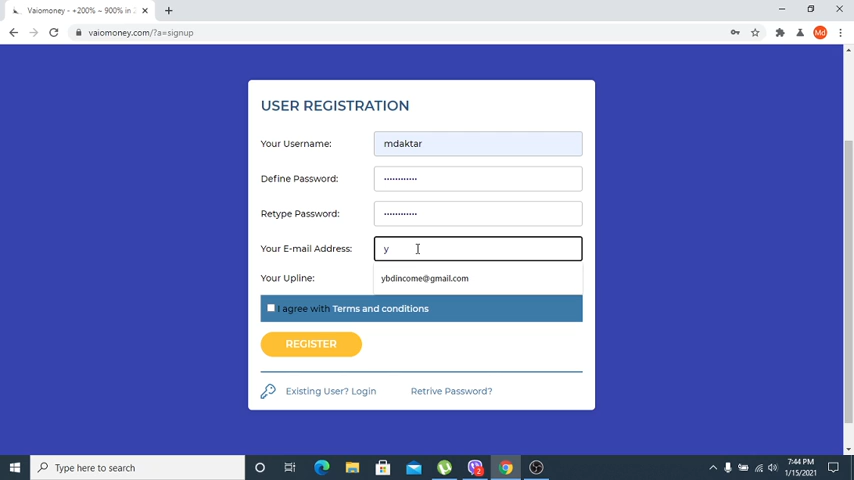 Vaiomoney - +200% – 900% in
vaiomoney.com/?a=signup
Md
USER REGISTRATION
Your Username: mdaktar
Define Password: ••••••••••••
Retype Password: ••••••••••••
Your E-mail Address: y
Your Upline: ybdincome@gmail.com
I agree with Terms and conditions
REGISTER
Existing User? Login Retrive Password?
Type here to search
2
7:44 PM
1/15/2021